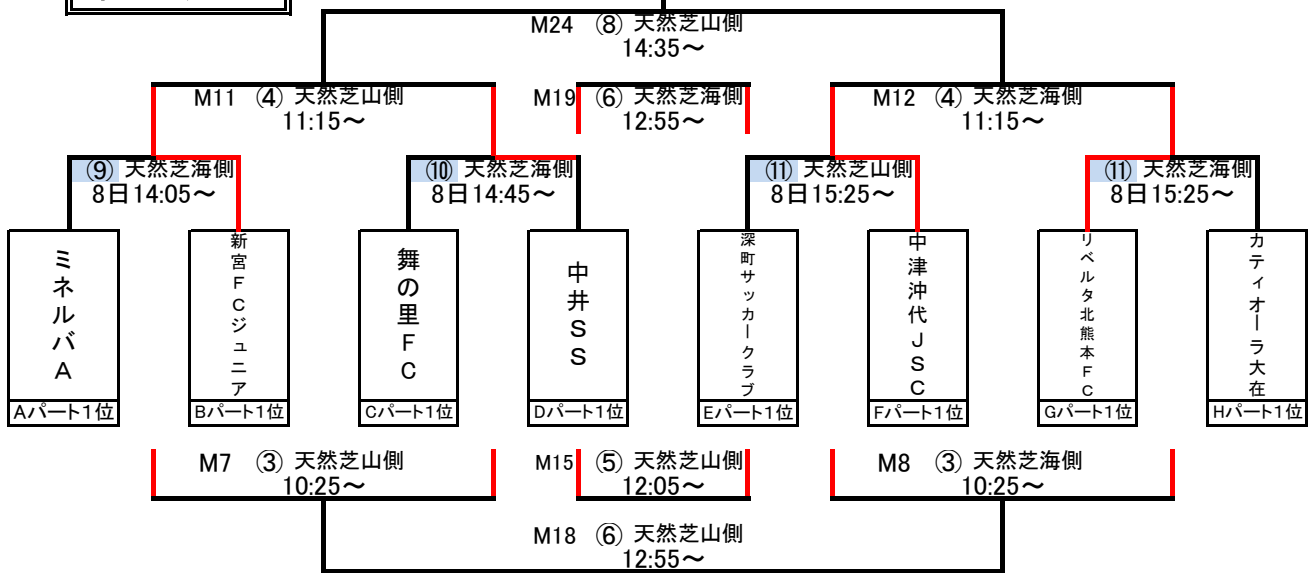 M24 ⑧ 天然芝山側
14:35～
M11 ④ 天然芝山側
11:15～
M19 ⑥ 天然芝海側
12:55～
M12 ④ 天然芝海側
11:15～
⑨ 天然芝海側
8日14:05～
⑩ 天然芝海側
8日14:45～
⑪ 天然芝山側
8日15:25～
⑪ 天然芝海側
8日15:25～
ミネルバA
新宮FCジュニア
舞の里FC
中井SS
深町サッカークラブ
中津沖代JSC
リベルタ北熊本FC
カティオーラ大在
Aパート1位
Bパート1位
Cパート1位
Dパート1位
Eパート1位
Fパート1位
Gパート1位
Hパート1位
M7 ③ 天然芝山側
10:25～
M15 ⑤ 天然芝山側
12:05～
M8 ③ 天然芝海側
10:25～
M18 ⑥ 天然芝山側
12:55～